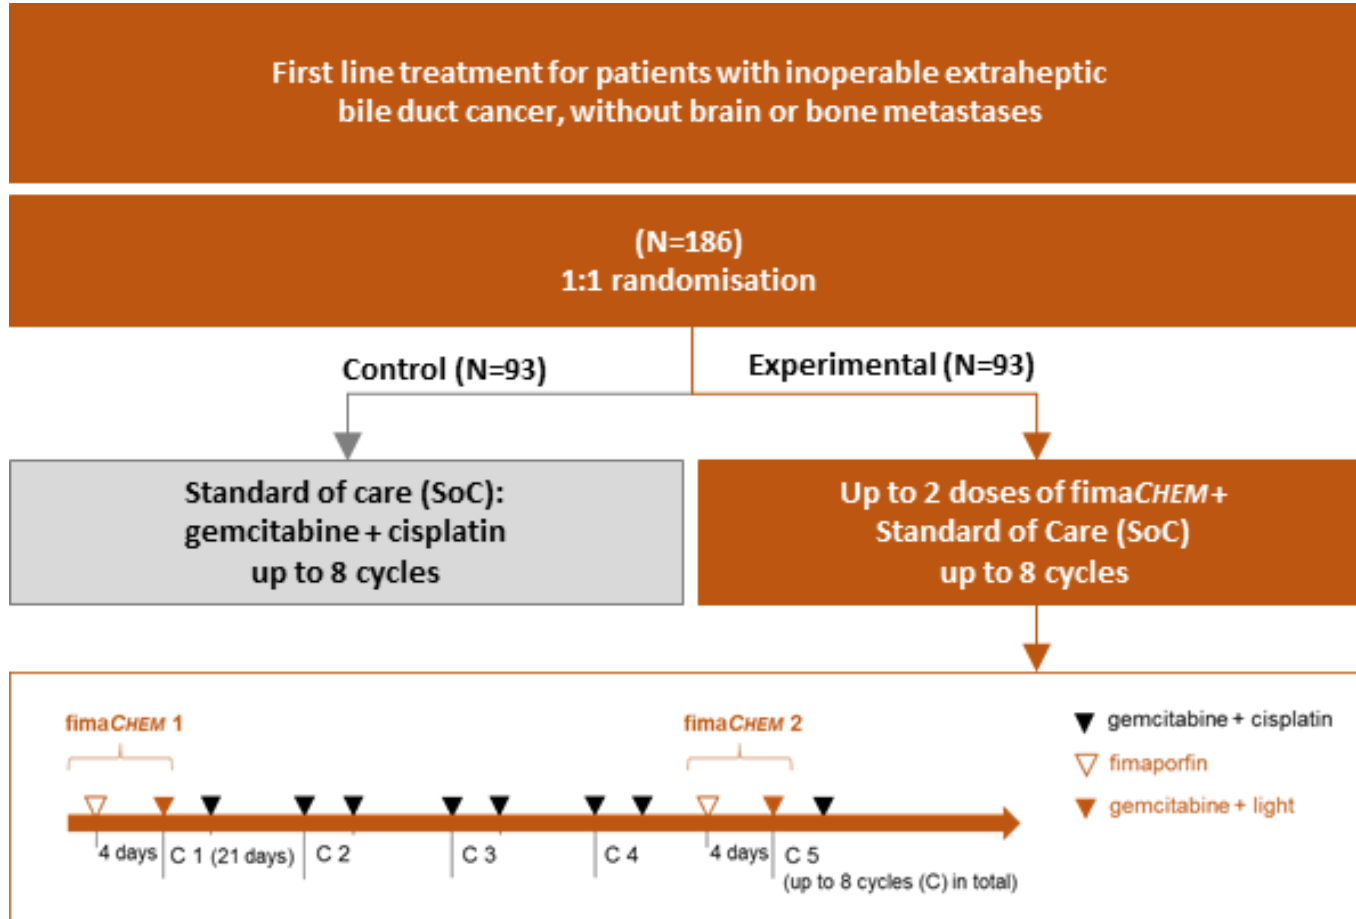 First line treatment for patients with inoperable extraheptic
bile duct cancer, without brain or bone metastases
(N=186)
1:1 randomisation
Control (N=93)
Experimental (N=93)
Standard of care (SoC):
gemcitabine + cisplatin
up to 8 cycles
Up to 2 doses of fimaCHEM+
Standard of Care (SoC)
up to 8 cycles
fimaCHEM 1
fimaCHEM 2
gemcitabine + cisplatin
fimaporfin
gemcitabine + light
4 days
C 1 (21 days)
C 2
C 3
C 4
4 days
C 5
(up to 8 cycles (C) in total)